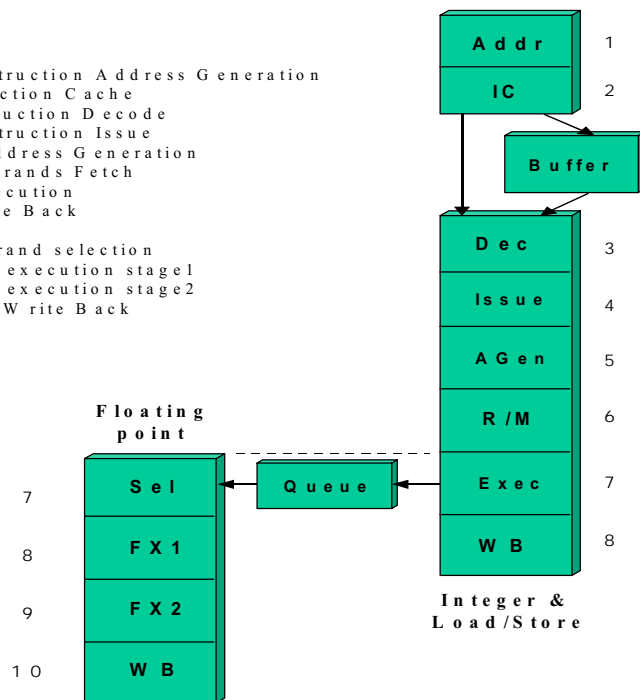 Addr 1
IC 2
truction Address Generation
ction Cache
uction Decode
truction Issue
ddress Generation
rands Fetch
cution
e Back
Buffer
rand selection
execution stage1
execution stage2
Write Back
Dec 3
Issue 4
AGen 5
R/M 6
Exec 7
WB 8
Integer &
Load/Store
Floating
point
Queue
7 Sel
8 FX1
9 FX2
10 WB